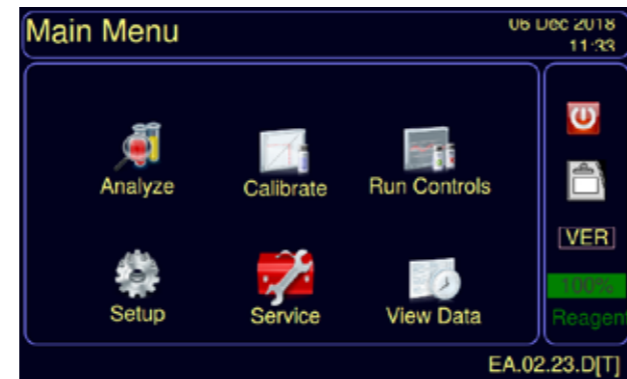 Main Menu
06 Dec 2018
11:33
Analyze
Calibrate
Run Controls
VER
Setup
Service
View Data
100%
Reagen
EA.02.23.D[T]